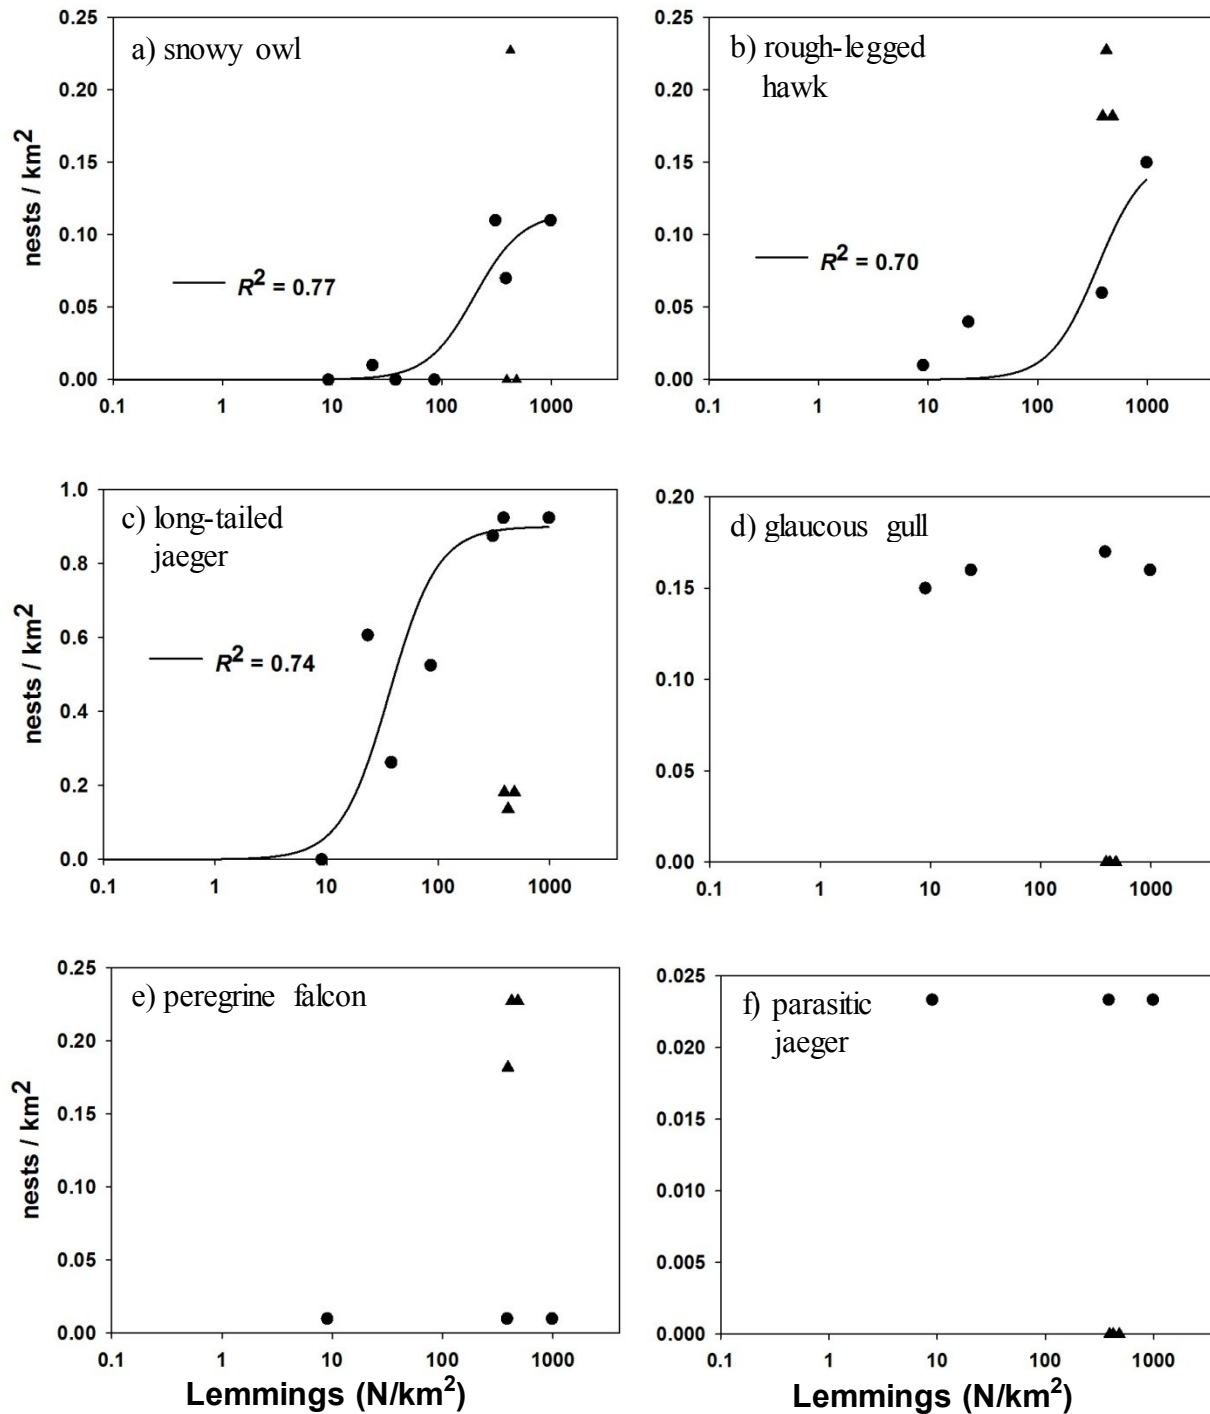 a) snowy owl
0.25
0.20
0.15
0.10
0.05
0.00
nests / km²
R² = 0.77
0.1 1 10 100 1000
b) rough-legged
hawk
0.25
0.20
0.15
0.10
0.05
0.00
R² = 0.70
0.1 1 10 100 1000
c) long-tailed
jaeger
1.0
0.8
0.6
0.4
0.2
0.0
nests / km²
R² = 0.74
0.1 1 10 100 1000
d) glaucous gull
0.20
0.15
0.10
0.05
0.00
0.1 1 10 100 1000
e) peregrine falcon
0.25
0.20
0.15
0.10
0.05
0.00
nests / km²
0.1 1 10 100 1000
Lemmings (N/km²)
f) parasitic
jaeger
0.025
0.020
0.015
0.010
0.005
0.000
0.1 1 10 100 1000
Lemmings (N/km²)